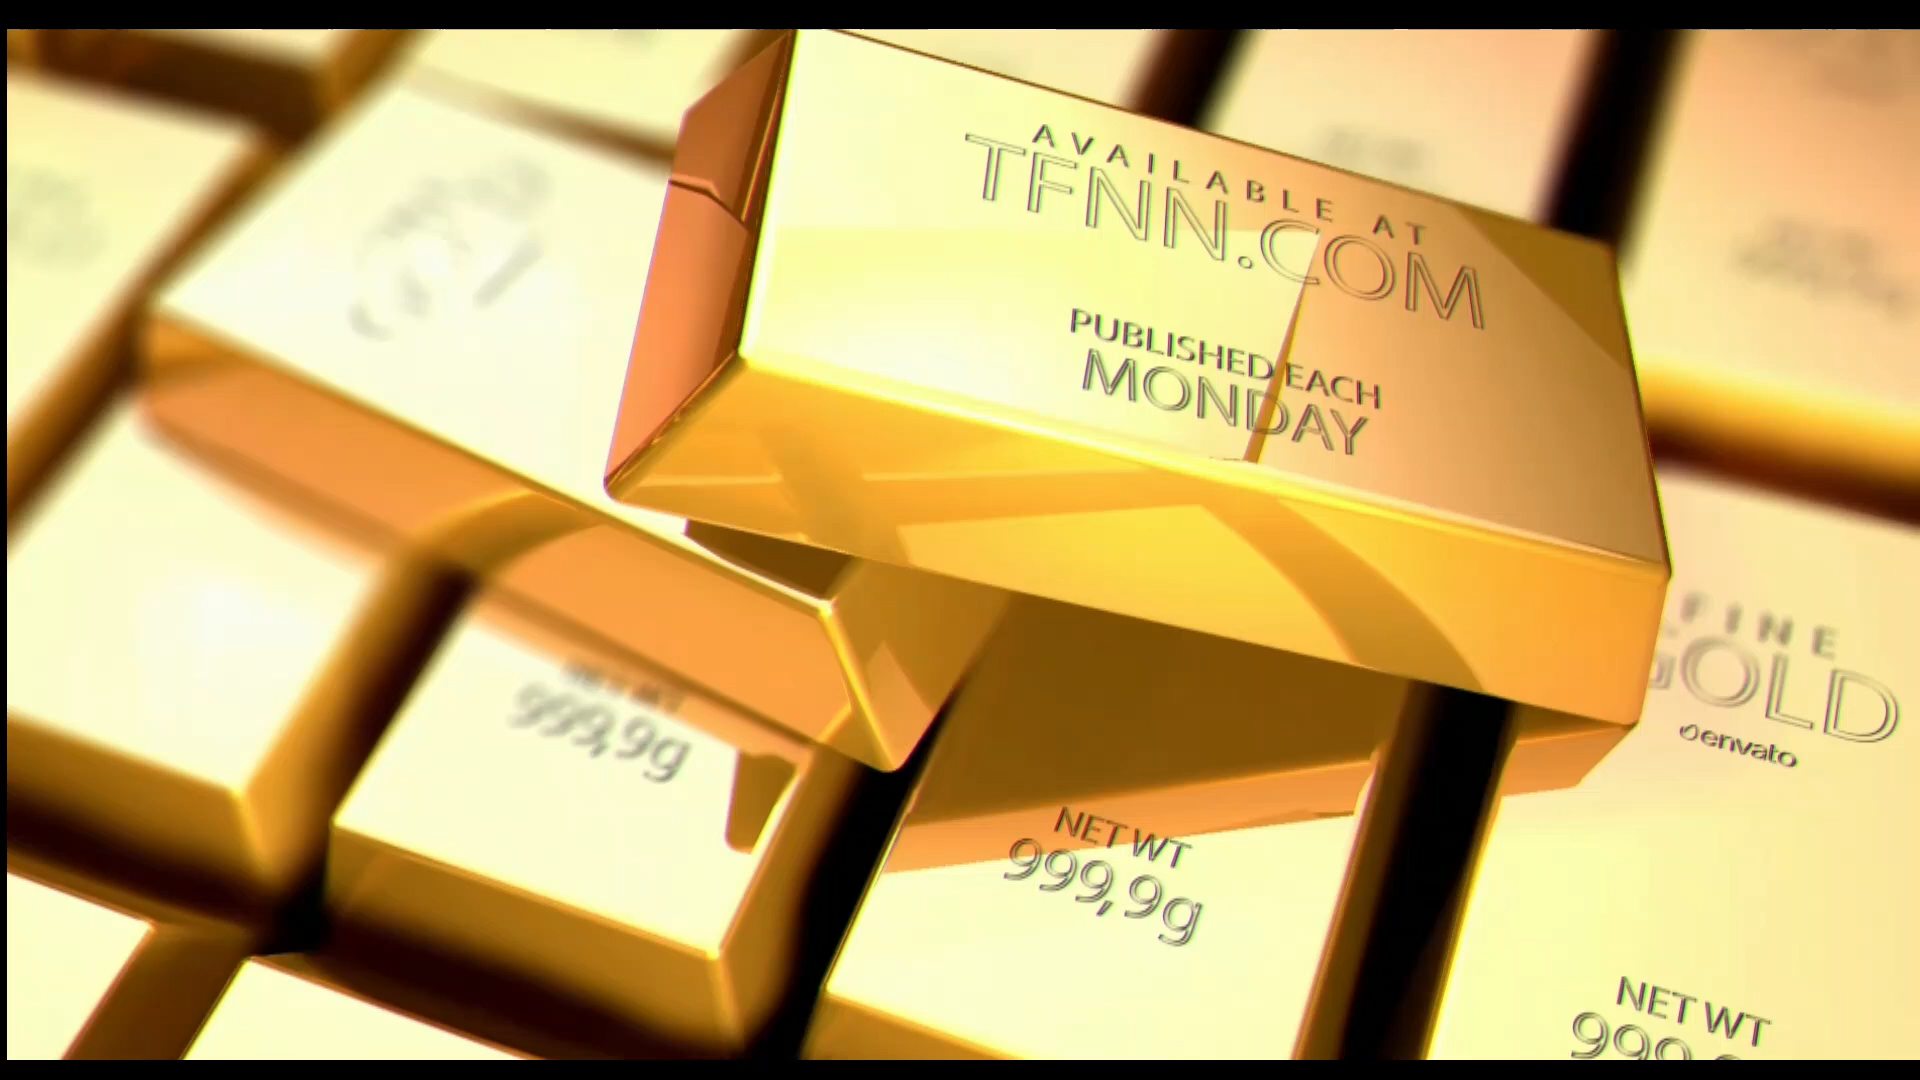 AVAILABLE AT
TFNN.COM
PUBLISHED EACH
MONDAY
FINE
GOLD
envato
999,9g
NET WT
999,9g
NET WT